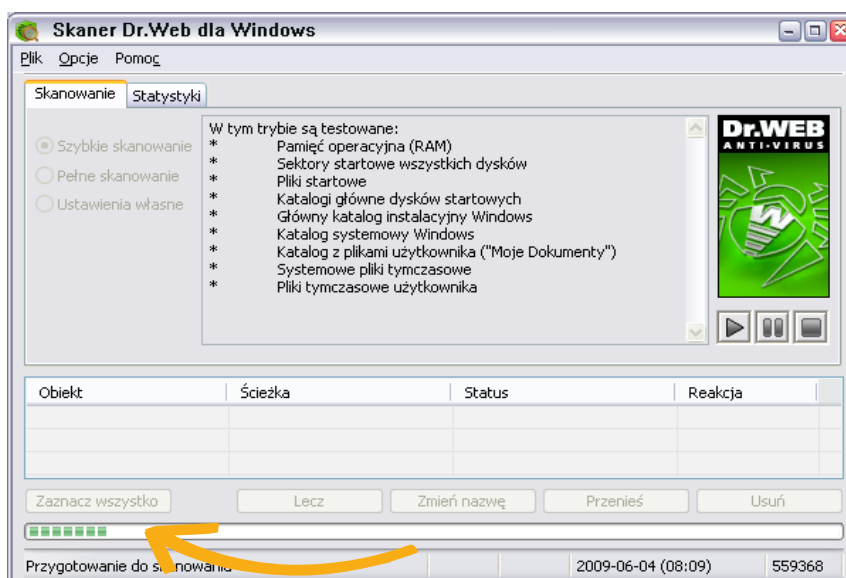 Skaner Dr.Web dla Windows
Plik Opcje Pomoc
Skanowanie Statystyki
Szybkie skanowanie
Pełne skanowanie
Ustawienia własne
W tym trybie są testowane:
* Pamięć operacyjna (RAM)
* Sektory startowe wszystkich dysków
* Pliki startowe
* Katalogi główne dysków startowych
* Główny katalog instalacyjny Windows
* Katalog systemowy Windows
* Katalog z plikami użytkownika ("Moje Dokumenty")
* Systemowe pliki tymczasowe
* Pliki tymczasowe użytkownika
Dr.WEB
ANTI-VIRUS
Obiekt Ścieżka Status Reakcja
Zaznacz wszystko Lecz Zmień nazwę Przenieś Usuń
Przygotowanie do skanowania 2009-06-04 (08:09) 559368